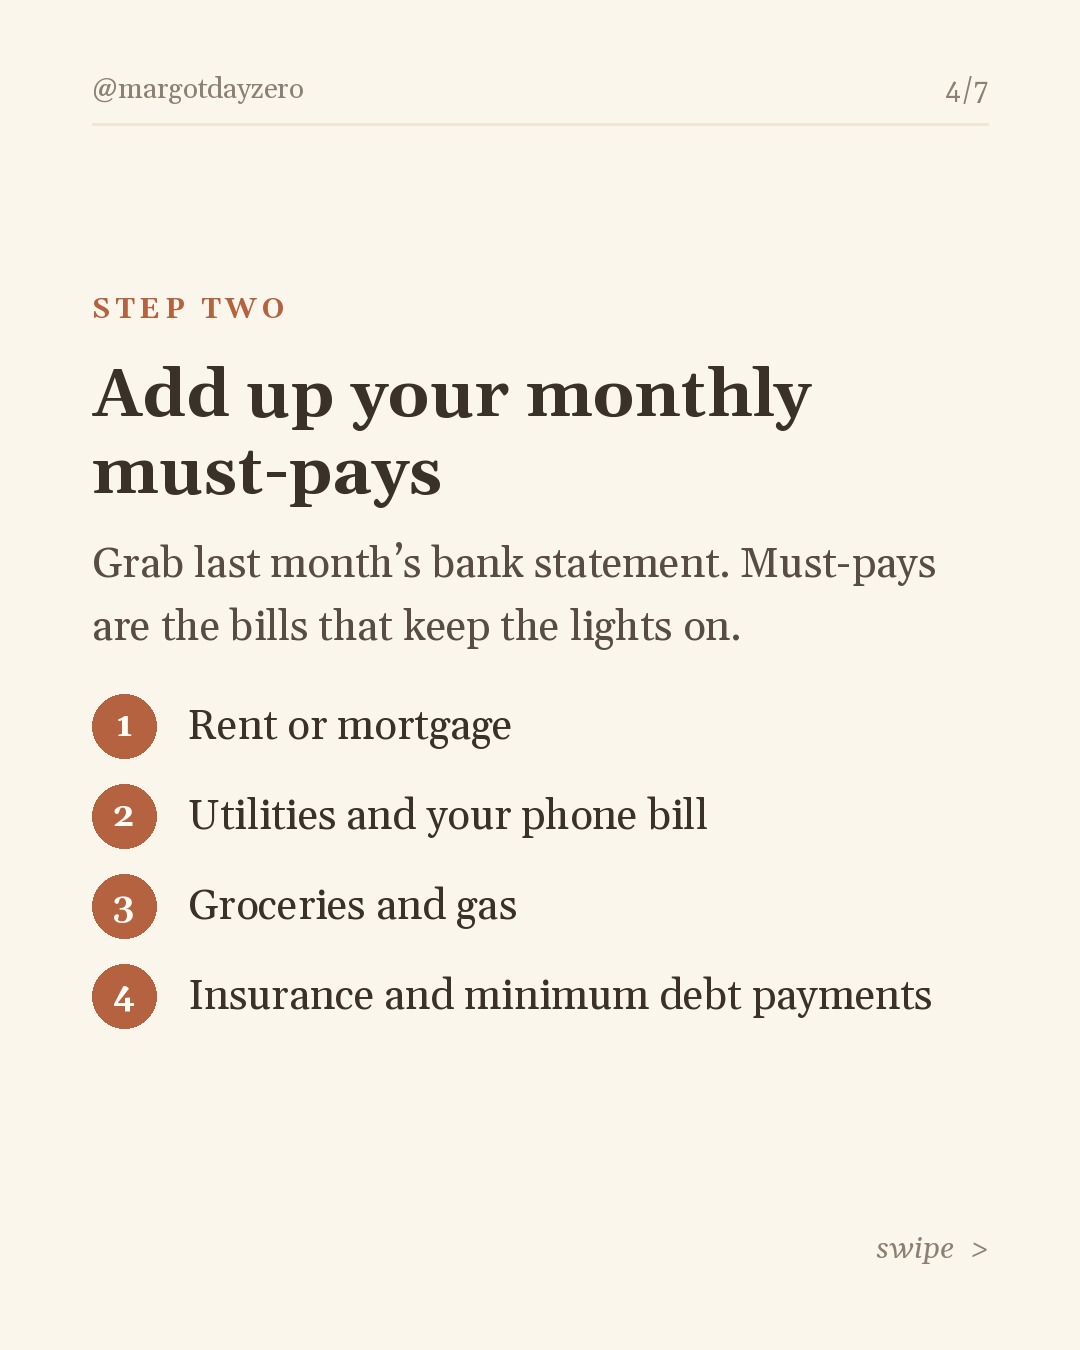 @margotdayzero
4/7
STEP TWO
Add up your monthly
must-pays
Grab last month’s bank statement. Must-pays
are the bills that keep the lights on.
1 Rent or mortgage
2 Utilities and your phone bill
3 Groceries and gas
4 Insurance and minimum debt payments
swipe >